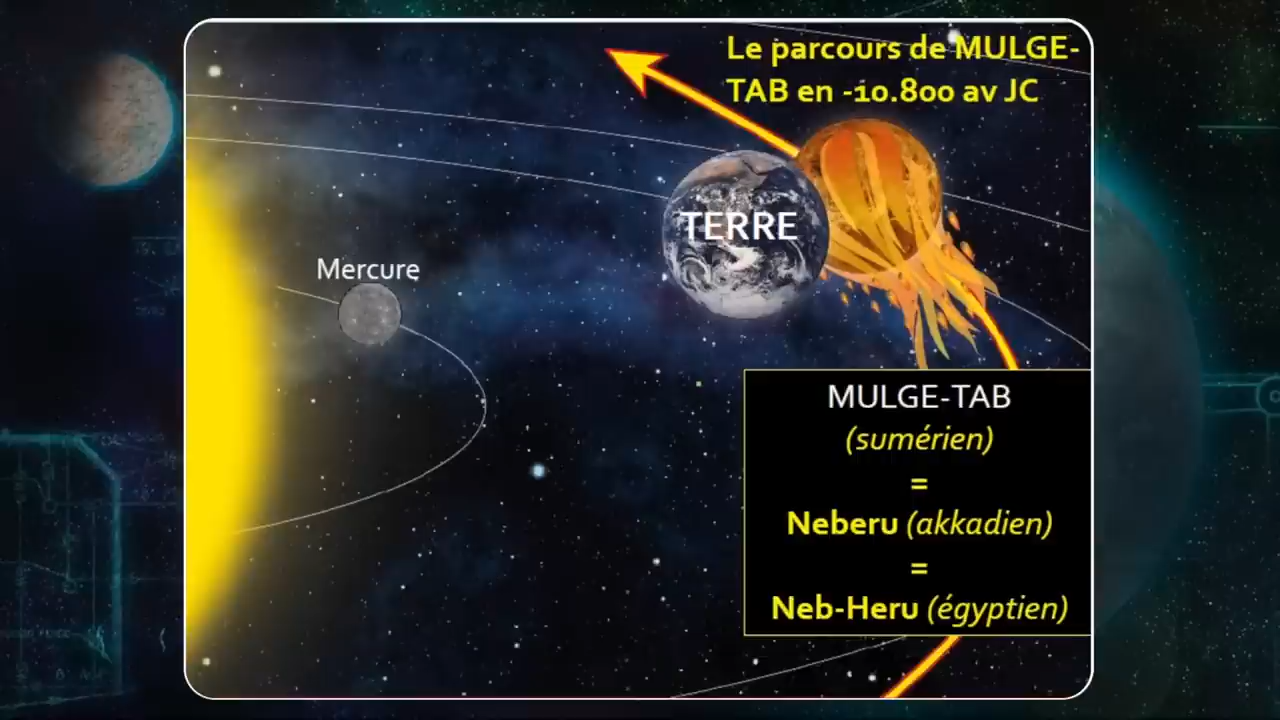 Le parcours de MULGE-
TAB en -10.800 av JC
TERRE
Mercure
MULGE-TAB
(sumérien)
=
Neberu (akkadien)
=
Neb-Heru (égyptien)